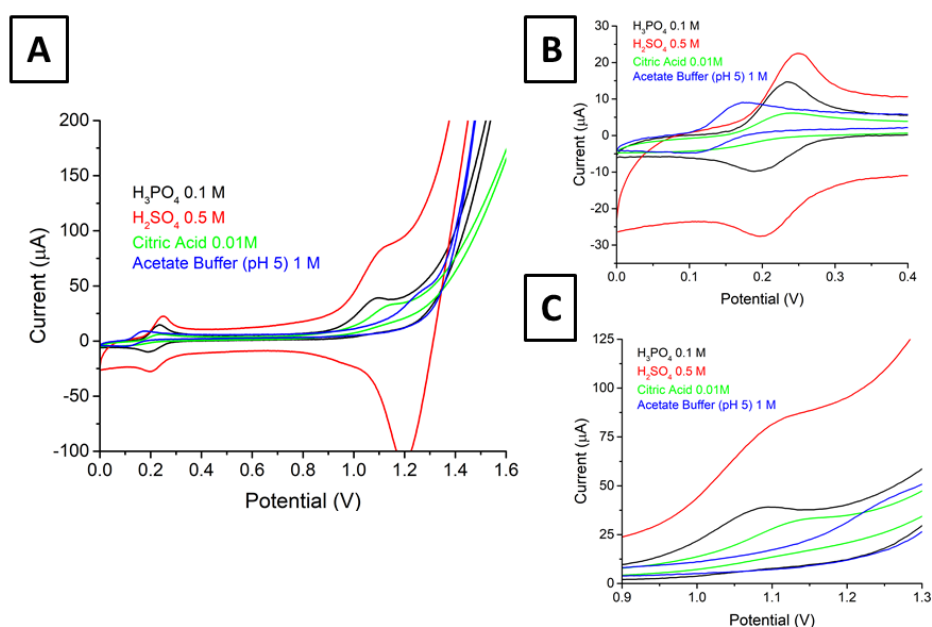 A
H₃PO₄ 0.1 M
H₂SO₄ 0.5 M
Citric Acid 0.01M
Acetate Buffer (pH 5) 1 M
Current (µA)
200
150
100
50
0
-50
-100
0.0 0.2 0.4 0.6 0.8 1.0 1.2 1.4 1.6
Potential (V)
B
H₃PO₄ 0.1 M
H₂SO₄ 0.5 M
Citric Acid 0.01M
Acetate Buffer (pH 5) 1 M
Current (µA)
30
20
10
0
-10
-20
-30
0.0 0.1 0.2 0.3 0.4
Potential (V)
C
H₃PO₄ 0.1 M
H₂SO₄ 0.5 M
Citric Acid 0.01M
Acetate Buffer (pH 5) 1 M
Current (µA)
125
100
75
50
25
0
0.9 1.0 1.1 1.2 1.3
Potential (V)